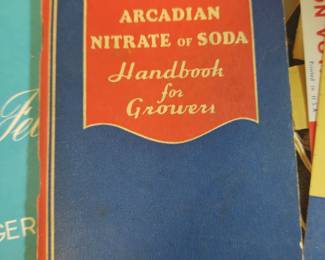 ARCADIAN
NITRATE OF SODA
Handbook
for
Growers